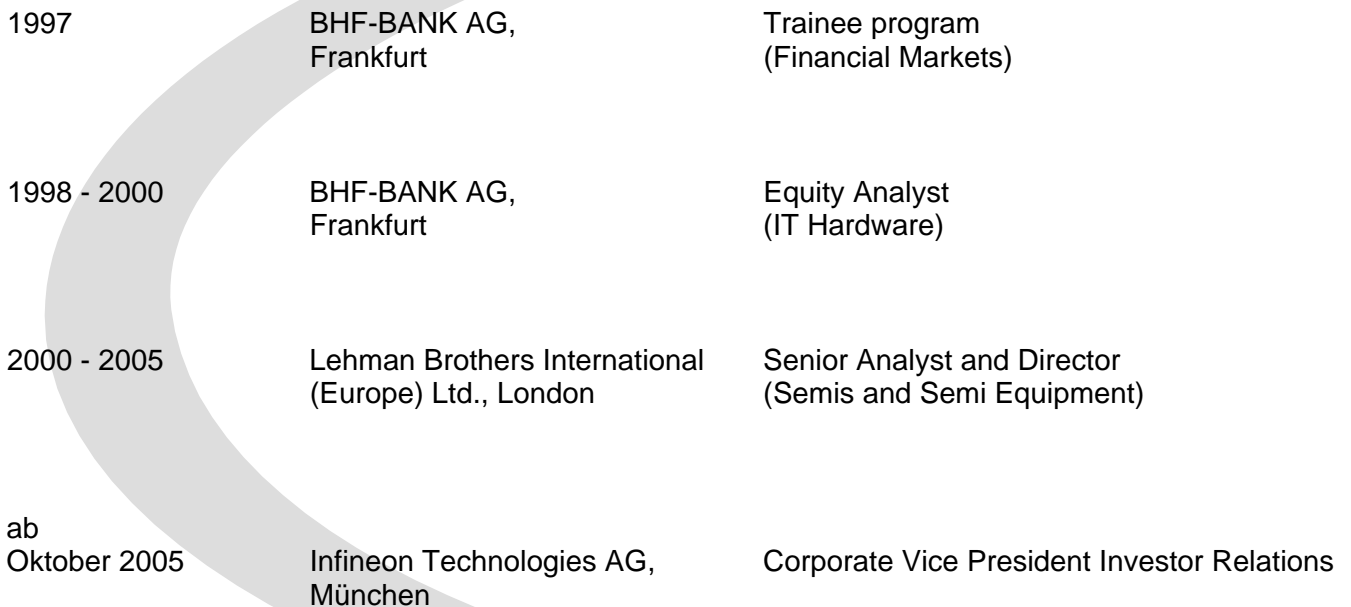 1997 BHF-BANK AG, Trainee program
Frankfurt (Financial Markets)
1998 - 2000 BHF-BANK AG, Equity Analyst
Frankfurt (IT Hardware)
2000 - 2005 Lehman Brothers International Senior Analyst and Director
(Europe) Ltd., London (Semis and Semi Equipment)
ab
Oktober 2005 Infineon Technologies AG, Corporate Vice President Investor Relations
München